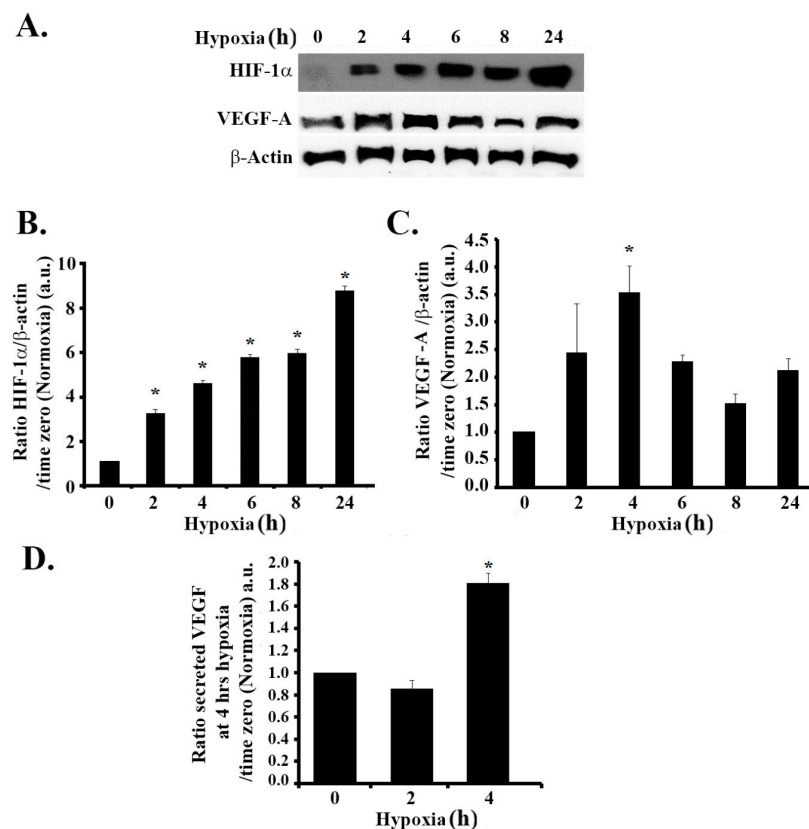 A.
Hypoxia (h) 0 2 4 6 8 24
HIF-1α
VEGF-A
β-Actin
B.
Ratio HIF-1α/β-actin
/time zero (Normoxia) (a.u.)
10
8
6
4
2
0
* * * * *
0 2 4 6 8 24
Hypoxia (h)
C.
Ratio VEGF-A /β-actin
/time zero (Normoxia) (a.u.)
4.5
4.0
3.5
3.0
2.5
2.0
1.5
1.0
0.5
0.0
*
0 2 4 6 8 24
Hypoxia (h)
D.
Ratio secreted VEGF
at 4 hrs hypoxia
/time zero (Normoxia) a.u.
2.0
1.8
1.6
1.4
1.2
1.0
0.8
0.6
0.4
0.2
0.0
*
0 2 4
Hypoxia (h)